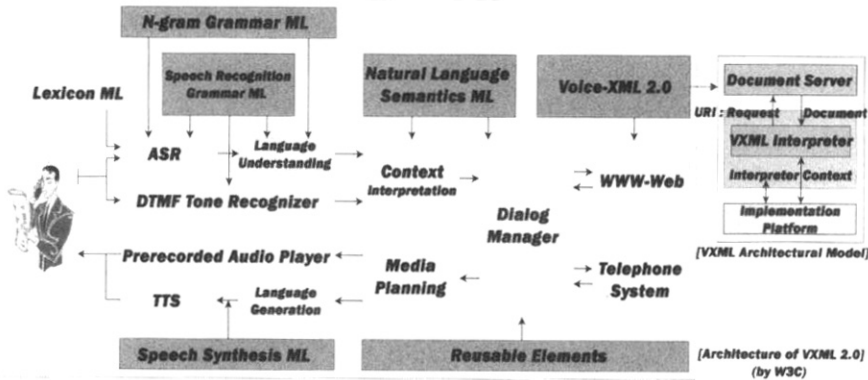 N-gram Grammar ML
Speech Recognition
Grammar ML
Natural Language
Semantics ML
Voice-XML 2.0
Document Server
Lexicon ML
URI : Request
Document
ASR
Language
Understanding
VXML Interpreter
Context
Interpretation
WWW-Web
Interpreter Context
DTMF Tone Recognizer
Dialog
Manager
Implementation
Platform
[VXML Architectural Model]
Prerecorded Audio Player
Media
Planning
Telephone
System
TTS
Language
Generation
Speech Synthesis ML
Reusable Elements
[Architecture of VXML 2.0]
(by W3C)